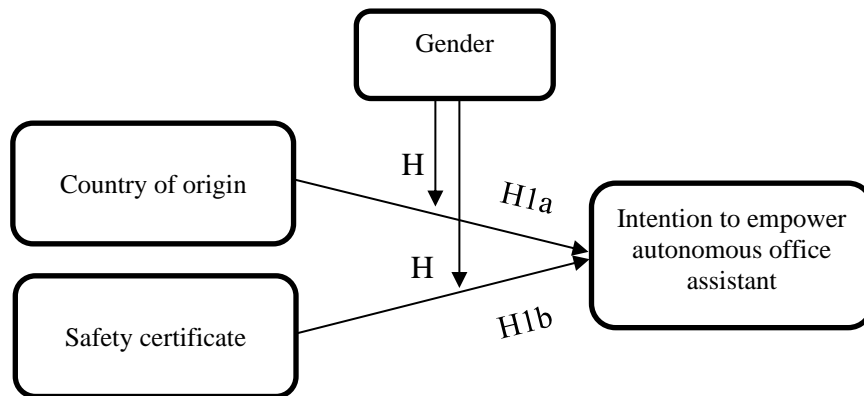 Gender
H
Country of origin
H1a
Intention to empower
autonomous office
assistant
H
Safety certificate
H1b